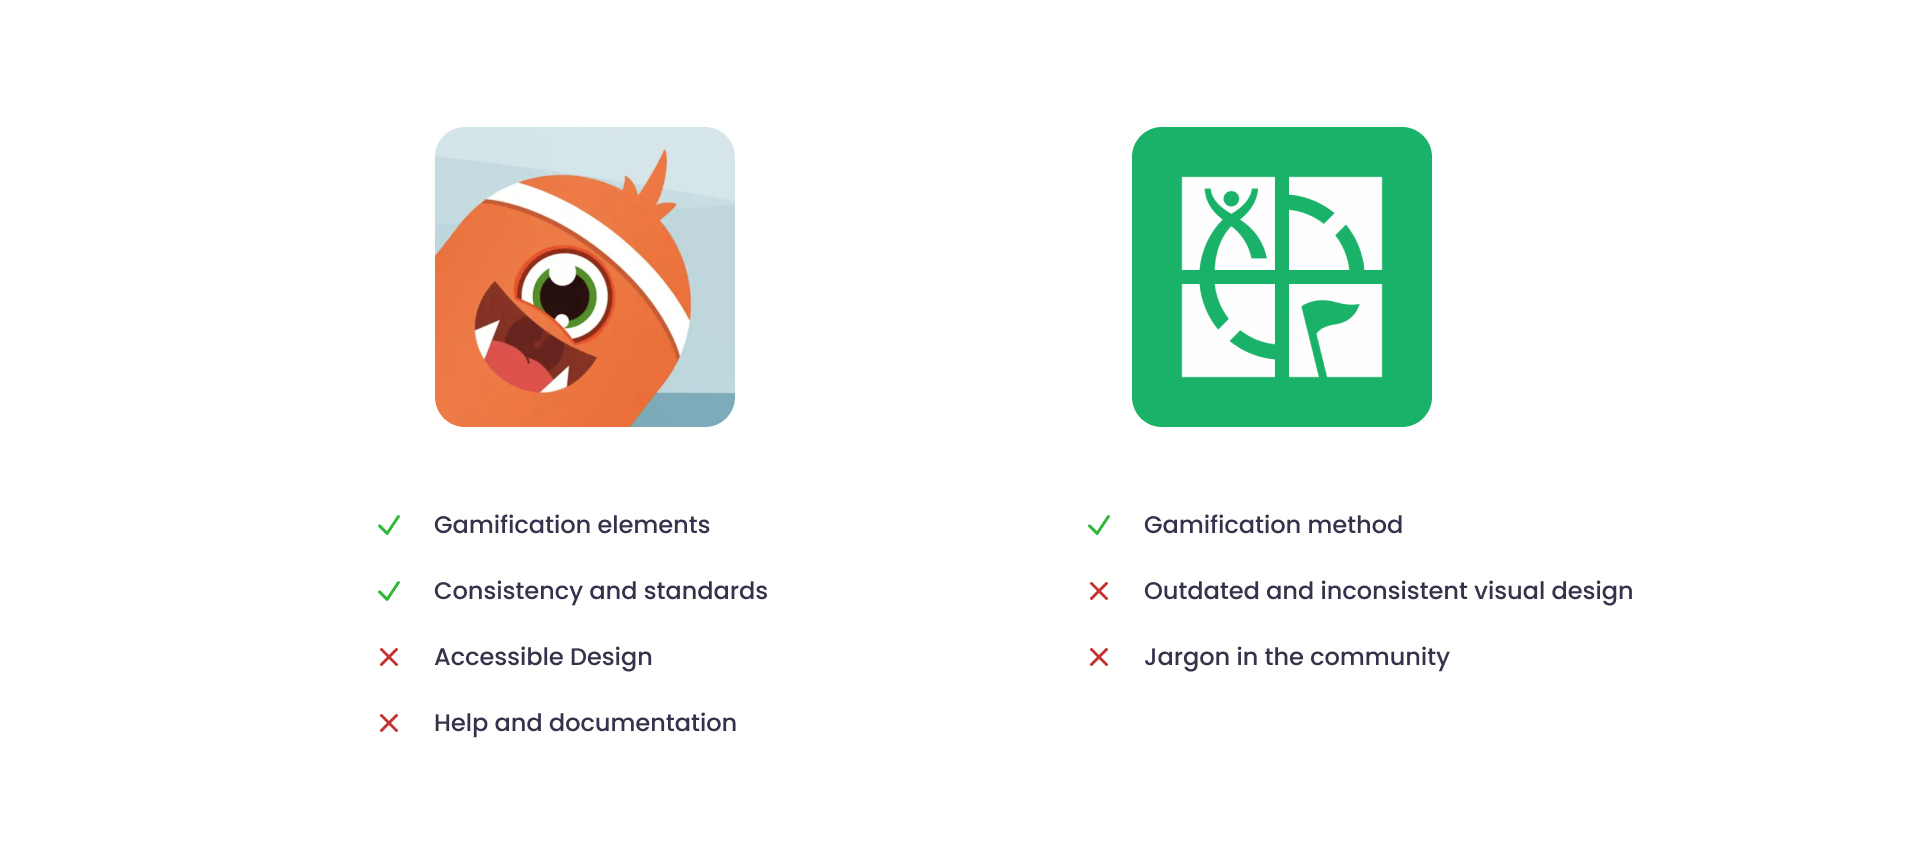 Gamification elements
Consistency and standards
Accessible Design
Help and documentation
Gamification method
Outdated and inconsistent visual design
Jargon in the community